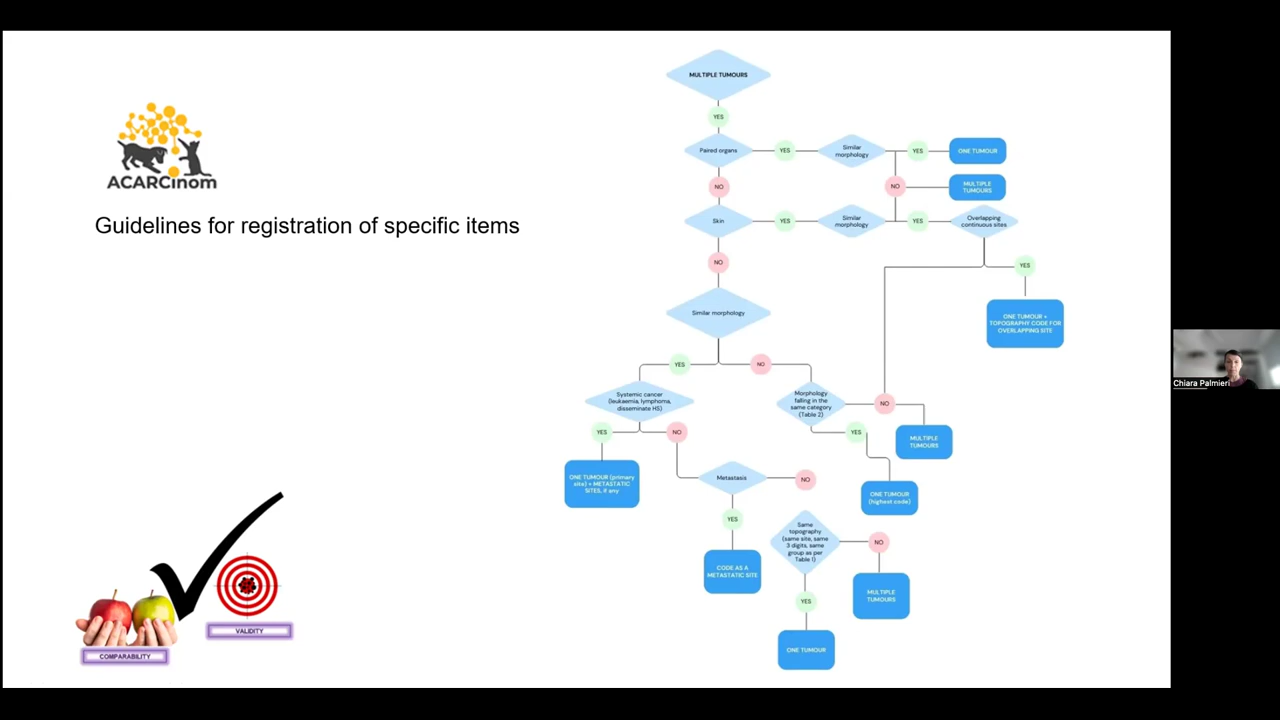 ACARCinom
Guidelines for registration of specific items
COMPARABILITY
VALIDITY
MULTIPLE TUMOURS
YES
Paired organs
YES
Similar
morphology
YES
ONE TUMOUR
NO
NO
MULTIPLE
TUMOURS
Skin
YES
Similar
morphology
YES
Overlapping
continuous sites
NO
YES
ONE TUMOUR +
TOPOGRAPHY CODE FOR
OVERLAPPING SITE
Similar morphology
YES
NO
Systemic cancer
(leukaemia, lymphoma,
disseminate HS)
Morphology
falling in the
same category
(Table 2)
NO
YES
NO
YES
MULTIPLE
TUMOURS
ONE TUMOUR (primary
site) + METASTATIC
SITES, if any
Metastasis
NO
ONE TUMOUR
(highest code)
YES
Same
topography
(same site, same
3 digits, same
group as per
Table 1)
NO
CODE AS A
METASTATIC SITE
MULTIPLE
TUMOURS
YES
ONE TUMOUR
Chiara Palmieri